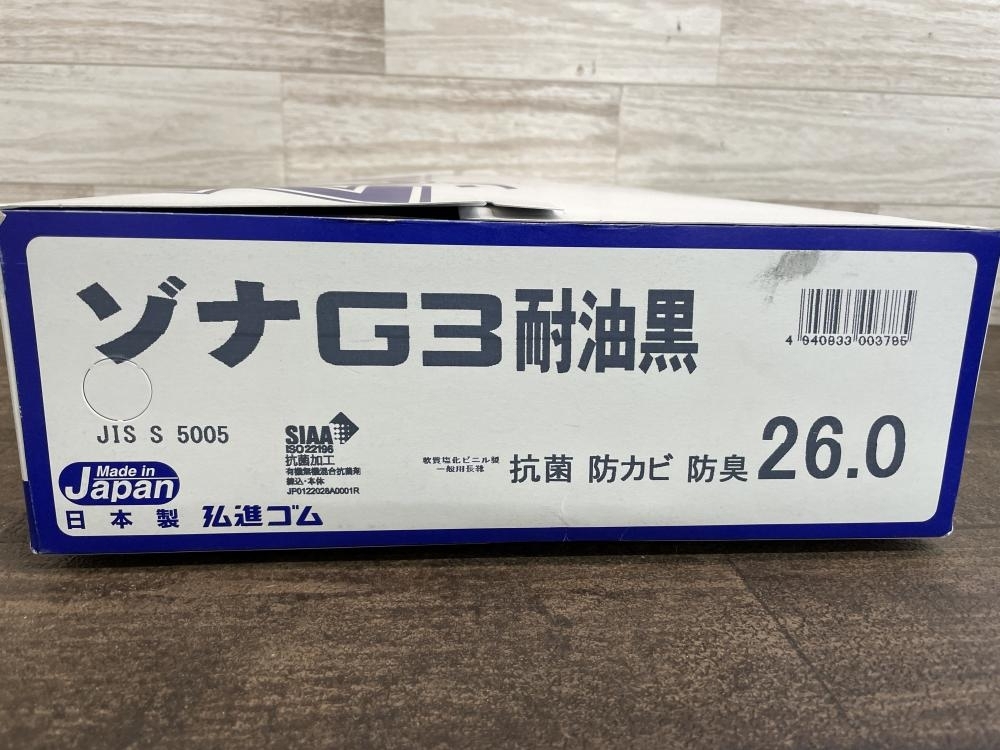 ゾナG3耐油黒
4 940833 003785
JIS S 5005
SIAA
ISO22196
抗菌加工
有機無機混合抗菌剤
練込・本体
JP0122028A0001R
軟質塩化ビニル製
一般用長靴
抗菌 防カビ 防臭 26.0
Made in
Japan
日本製 弘進ゴム